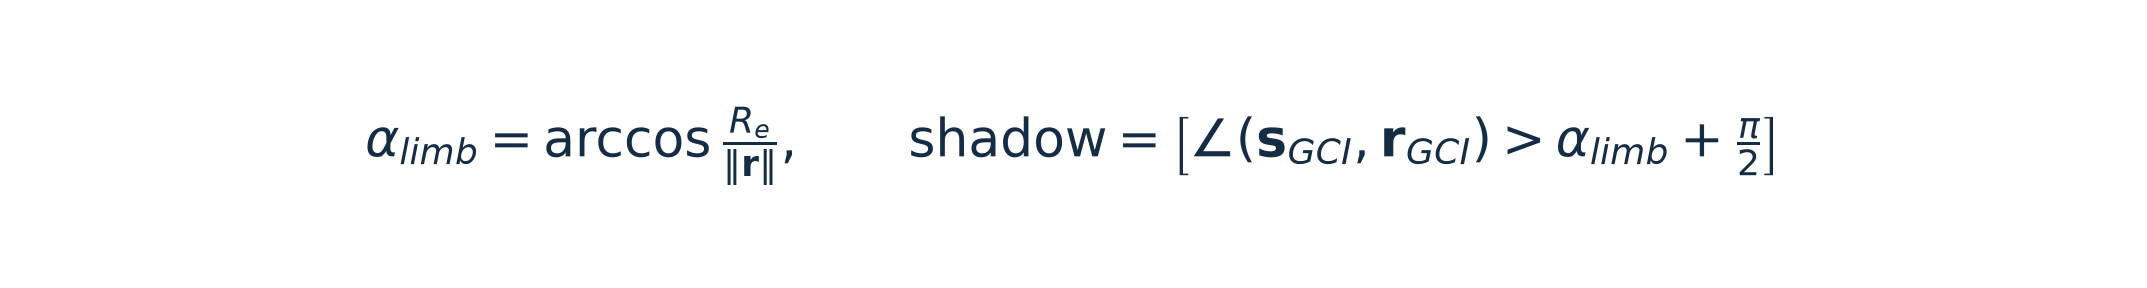 α_limb = arccos R_e/‖r‖, shadow = [∠(s_GCI, r_GCI) > α_limb + π/2]